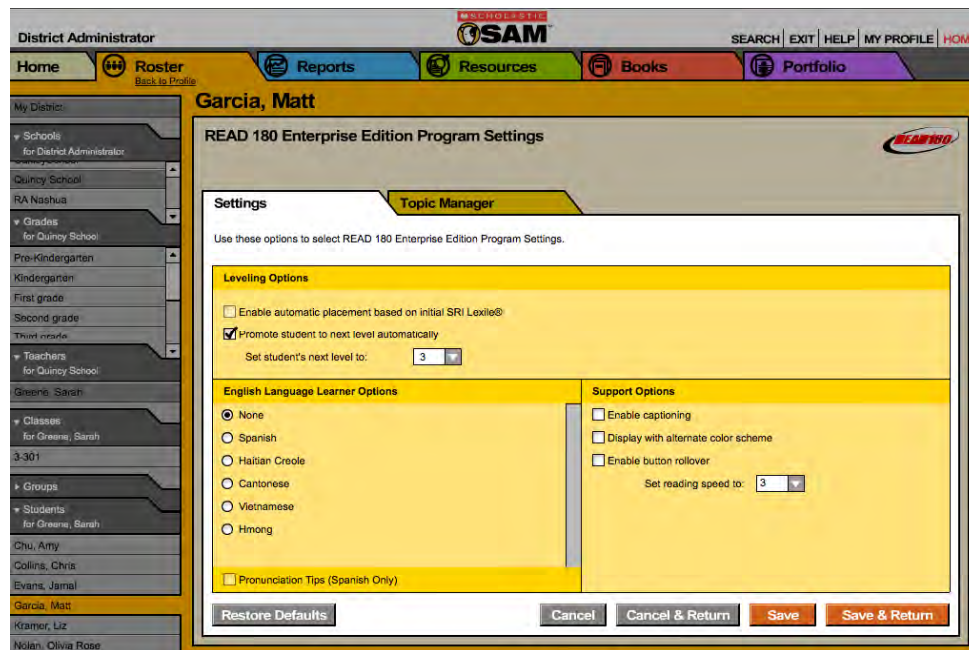 SCHOLASTIC
SAM
District Administrator
SEARCH EXIT HELP MY PROFILE HOM
Home
Roster
Back to Profile
Reports
Resources
Books
Portfolio
My District
Schools
for District Administrator
Quincy School
RA Nashua
Grades
for Quincy School
Pre-Kindergarten
Kindergarten
First grade
Second grade
Third grade
Teachers
for Quincy School
Greene, Sarah
Classes
for Greene, Sarah
3-301
Groups
Students
for Greene, Sarah
Chu, Amy
Collins, Chris
Evans, Jamal
Garcia, Matt
Kramer, Liz
Nolan, Olivia Rose
Garcia, Matt
READ 180 Enterprise Edition Program Settings
READ 180
Settings
Topic Manager
Use these options to select READ 180 Enterprise Edition Program Settings.
Leveling Options
Enable automatic placement based on initial SRI Lexile®
Promote student to next level automatically
Set student's next level to: 3
English Language Learner Options
None
Spanish
Haitian Creole
Cantonese
Vietnamese
Hmong
Pronunciation Tips (Spanish Only)
Support Options
Enable captioning
Display with alternate color scheme
Enable button rollover
Set reading speed to: 3
Restore Defaults
Cancel
Cancel & Return
Save
Save & Return